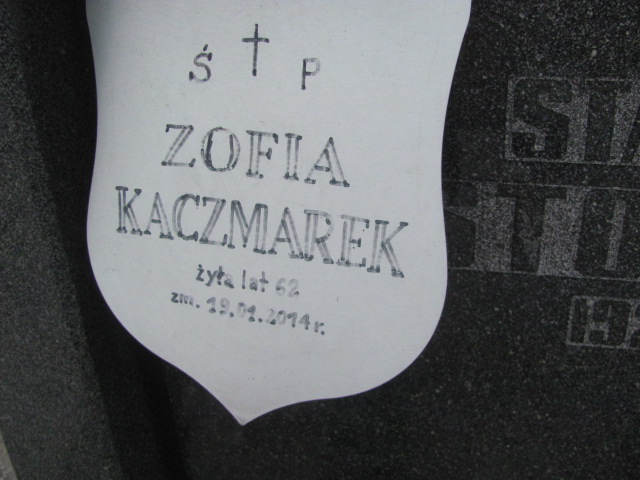 Ś † P
ZOFIA
KACZMAREK
żyła lat 62
zm. 19.01.2014 r.